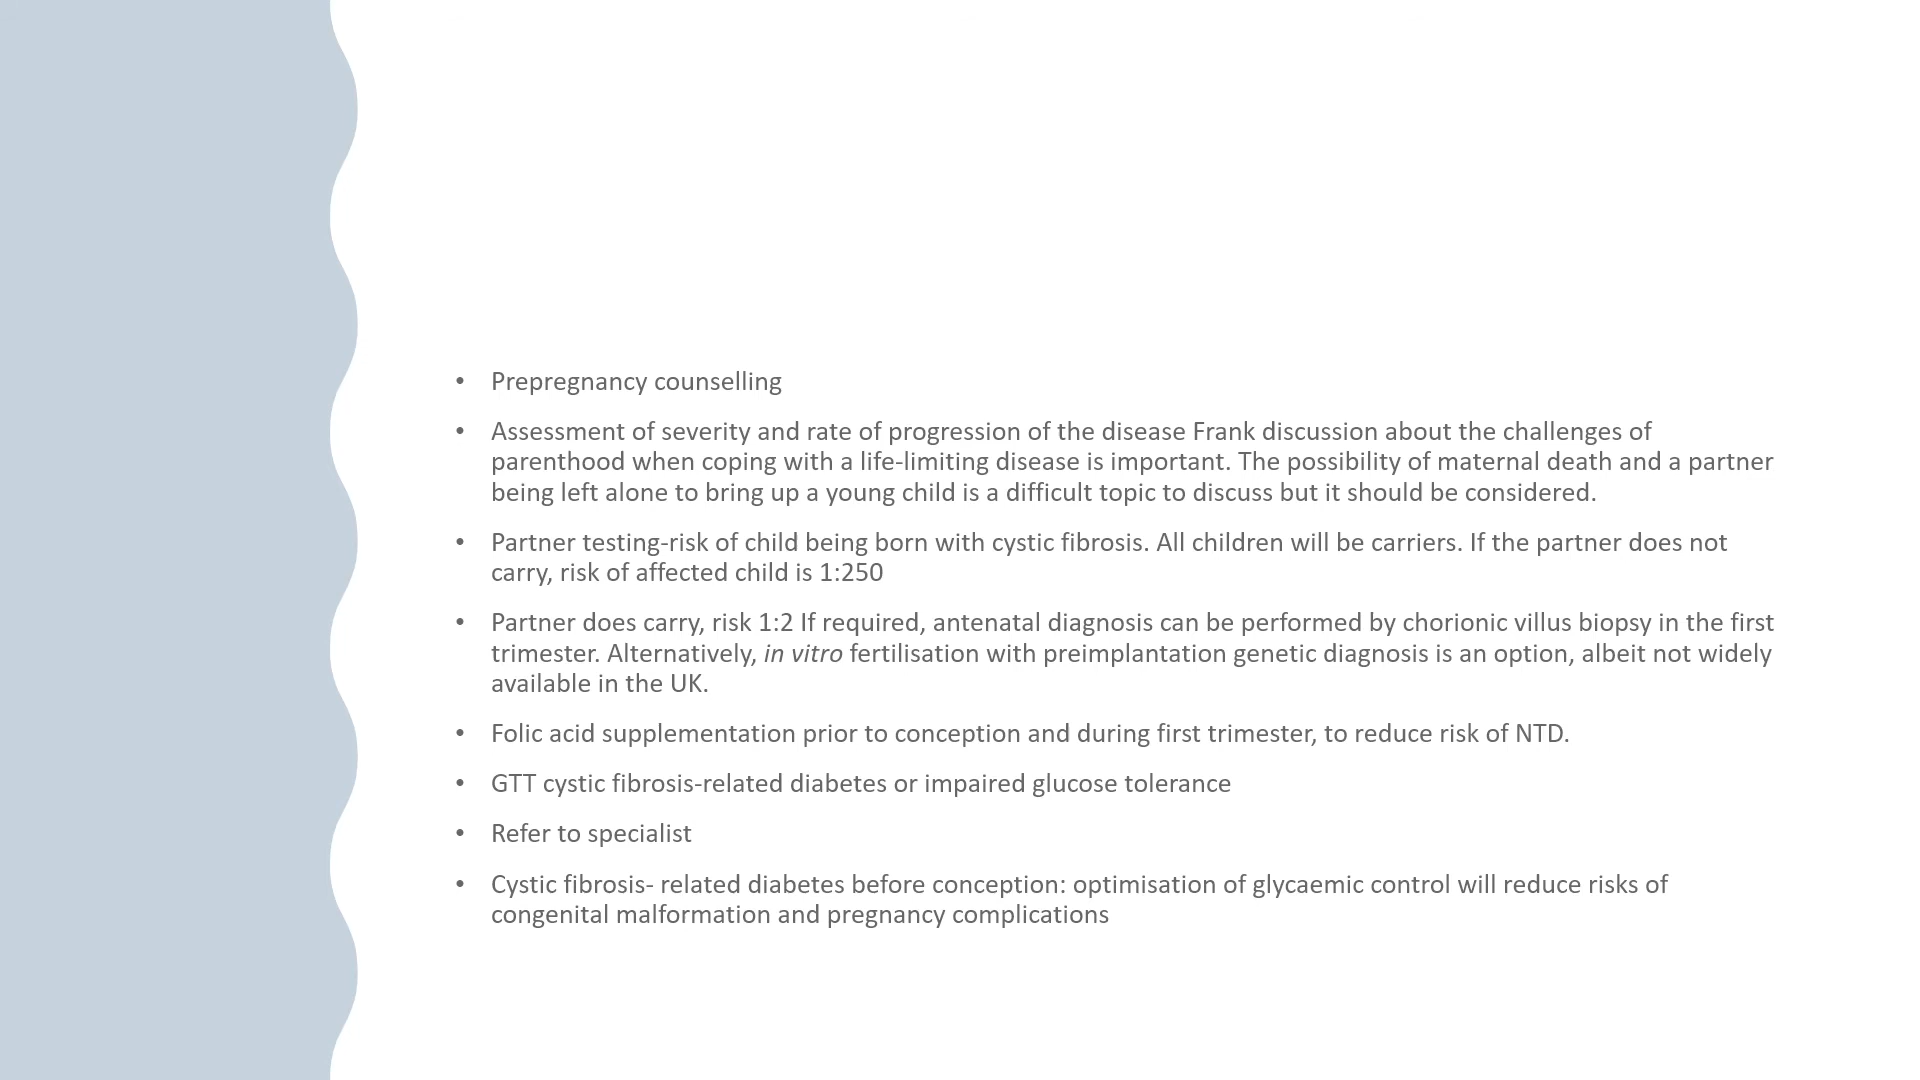 • Prepregnancy counselling
• Assessment of severity and rate of progression of the disease Frank discussion about the challenges of
parenthood when coping with a life-limiting disease is important. The possibility of maternal death and a partner
being left alone to bring up a young child is a difficult topic to discuss but it should be considered.
• Partner testing-risk of child being born with cystic fibrosis. All children will be carriers. If the partner does not
carry, risk of affected child is 1:250
• Partner does carry, risk 1:2 If required, antenatal diagnosis can be performed by chorionic villus biopsy in the first
trimester. Alternatively, in vitro fertilisation with preimplantation genetic diagnosis is an option, albeit not widely
available in the UK.
• Folic acid supplementation prior to conception and during first trimester, to reduce risk of NTD.
• GTT cystic fibrosis-related diabetes or impaired glucose tolerance
• Refer to specialist
• Cystic fibrosis- related diabetes before conception: optimisation of glycaemic control will reduce risks of
congenital malformation and pregnancy complications